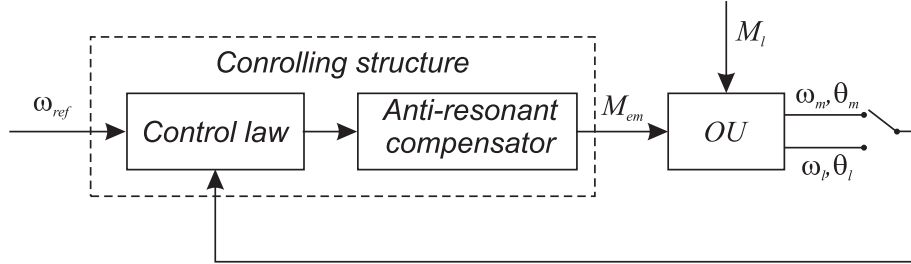 Conrolling structure
ω_ref
Control law
Anti-resonant
compensator
M_em
M_l
OU
ω_m,θ_m
ω_l,θ_l